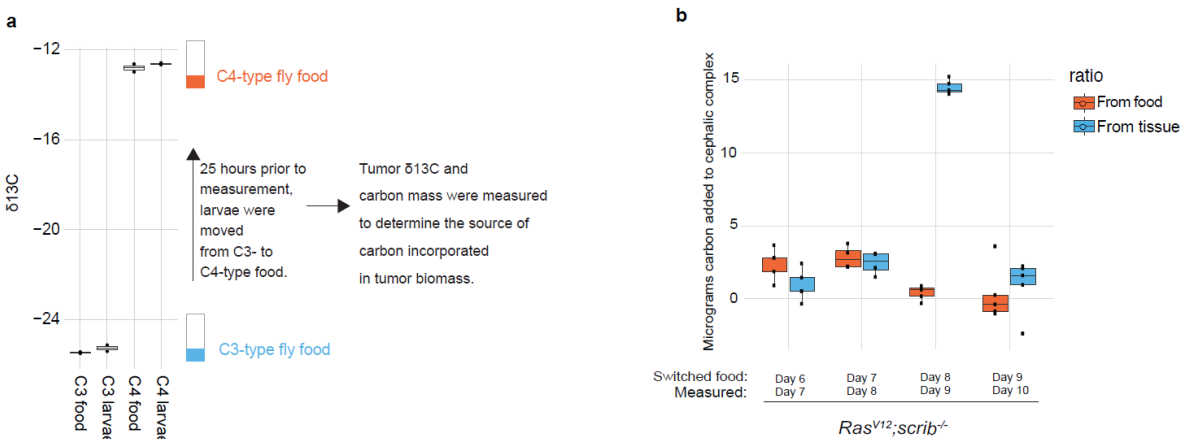 a
−12
−16
−20
−24
δ13C
C3 food
C3 larvae
C4 food
C4 larvae
C4-type fly food
25 hours prior to
measurement,
larvae were
moved
from C3- to
C4-type food.
Tumor δ13C and
carbon mass were measured
to determine the source of
carbon incorporated
in tumor biomass.
C3-type fly food
b
15
10
5
0
Micrograms carbon added to cephalic complex
ratio
From food
From tissue
Switched food: Day 6 Day 7 Day 8 Day 9
Measured: Day 7 Day 8 Day 9 Day 10
RasV12;scrib-/-